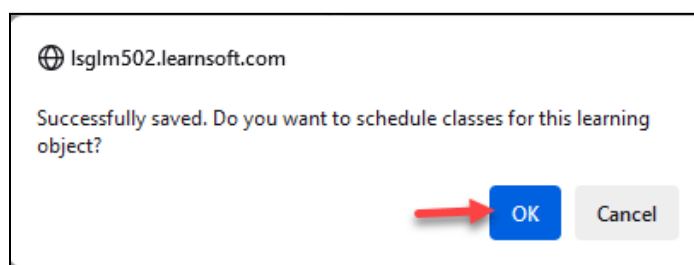 lsglm502.learnsoft.com
Successfully saved. Do you want to schedule classes for this learning
object?
OK
Cancel